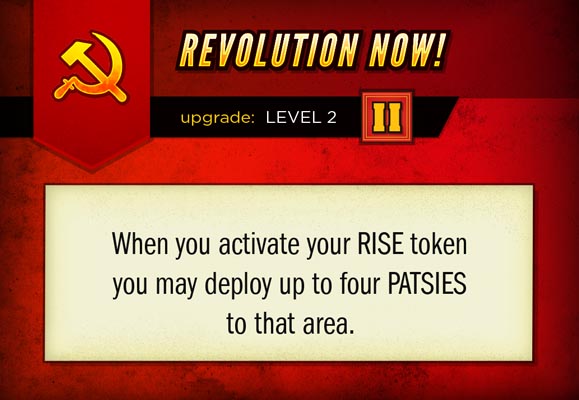 REVOLUTION NOW!
upgrade: LEVEL 2 II
When you activate your RISE token
you may deploy up to four PATSIES
to that area.